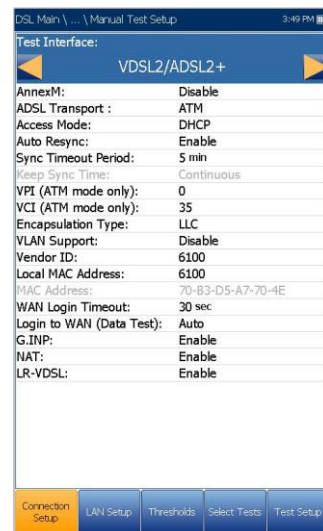 DSL Main \ ... \ Manual Test Setup 3:49 PM
Test Interface:
VDSL2/ADSL2+
AnnexM: Disable
ADSL Transport : ATM
Access Mode: DHCP
Auto Resync: Enable
Sync Timeout Period: 5 min
Keep Sync Time: Continuous
VPI (ATM mode only): 0
VCI (ATM mode only): 35
Encapsulation Type: LLC
VLAN Support: Disable
Vendor ID: 6100
Local MAC Address: 6100
MAC Address: 70-B3-D5-A7-70-4E
WAN Login Timeout: 30 sec
Login to WAN (Data Test): Auto
G.INP: Enable
NAT: Enable
LR-VDSL: Enable
Connection Setup LAN Setup Thresholds Select Tests Test Setup